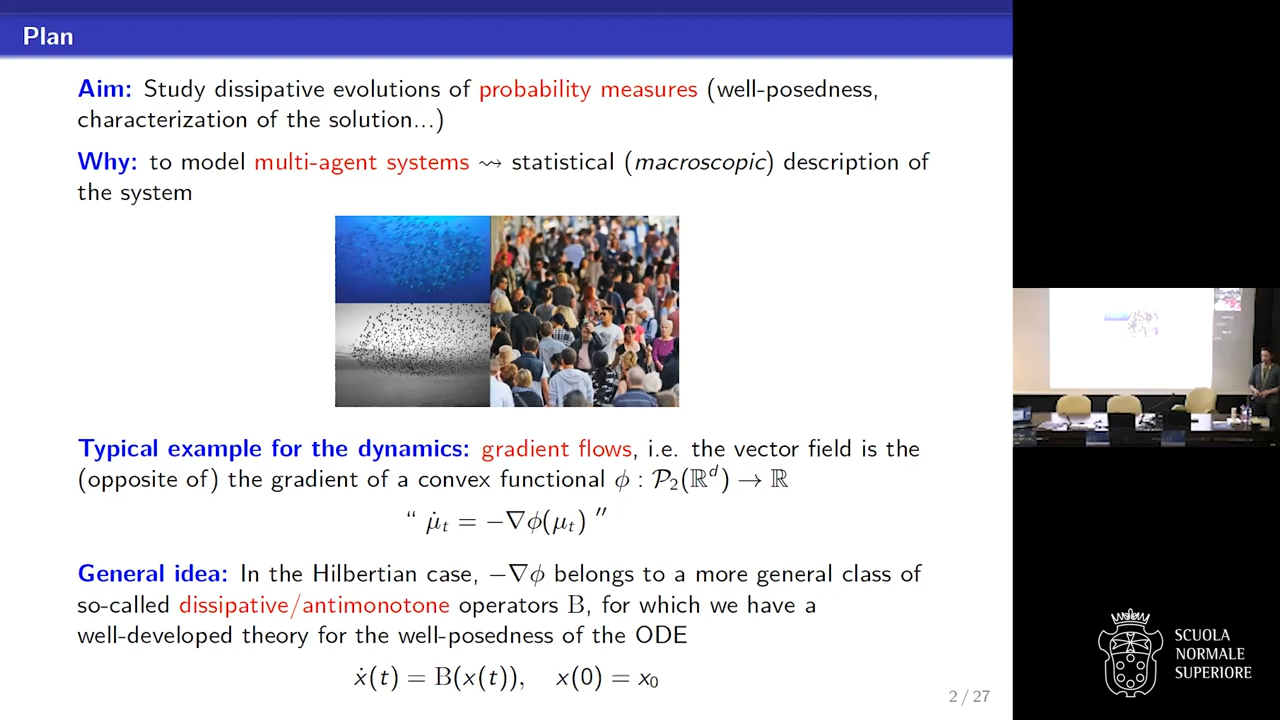 Plan
Aim: Study dissipative evolutions of probability measures (well-posedness,
characterization of the solution...)
Why: to model multi-agent systems ⇝ statistical (macroscopic) description of
the system
Typical example for the dynamics: gradient flows, i.e. the vector field is the
(opposite of) the gradient of a convex functional ϕ : 𝒫₂(ℝᵈ) → ℝ
“ μ̇ₜ = −∇ϕ(μₜ) ”
General idea: In the Hilbertian case, −∇ϕ belongs to a more general class of
so-called dissipative/antimonotone operators B, for which we have a
well-developed theory for the well-posedness of the ODE
ẋ(t) = B(x(t)), x(0) = x₀
2 / 27
SCUOLA
NORMALE
SUPERIORE